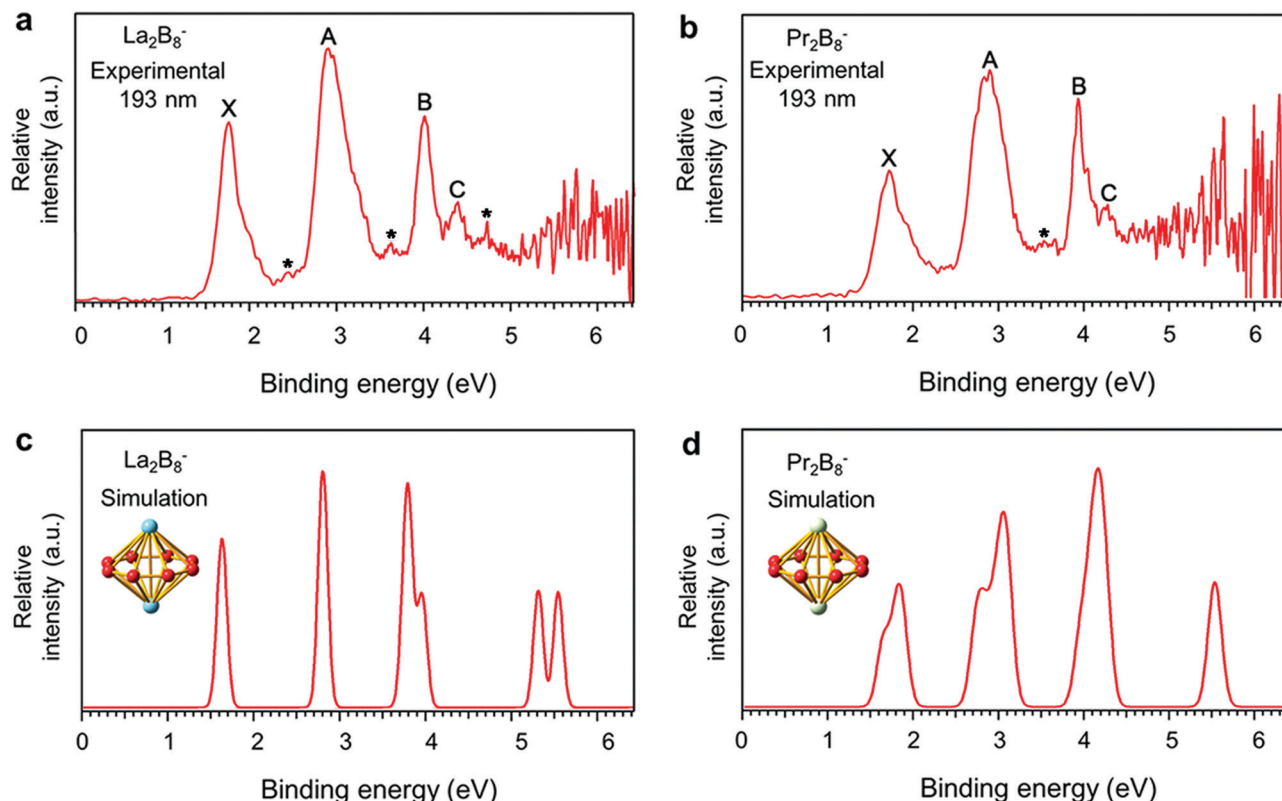 a
La₂B₈⁻
Experimental
193 nm
X
A
B
C
*
*
*
Relative
intensity (a.u.)
0 1 2 3 4 5 6
Binding energy (eV)
b
Pr₂B₈⁻
Experimental
193 nm
X
A
B
C
*
Relative
intensity (a.u.)
0 1 2 3 4 5 6
Binding energy (eV)
c
La₂B₈⁻
Simulation
Relative
intensity (a.u.)
0 1 2 3 4 5 6
Binding energy (eV)
d
Pr₂B₈⁻
Simulation
Relative
intensity (a.u.)
0 1 2 3 4 5 6
Binding energy (eV)